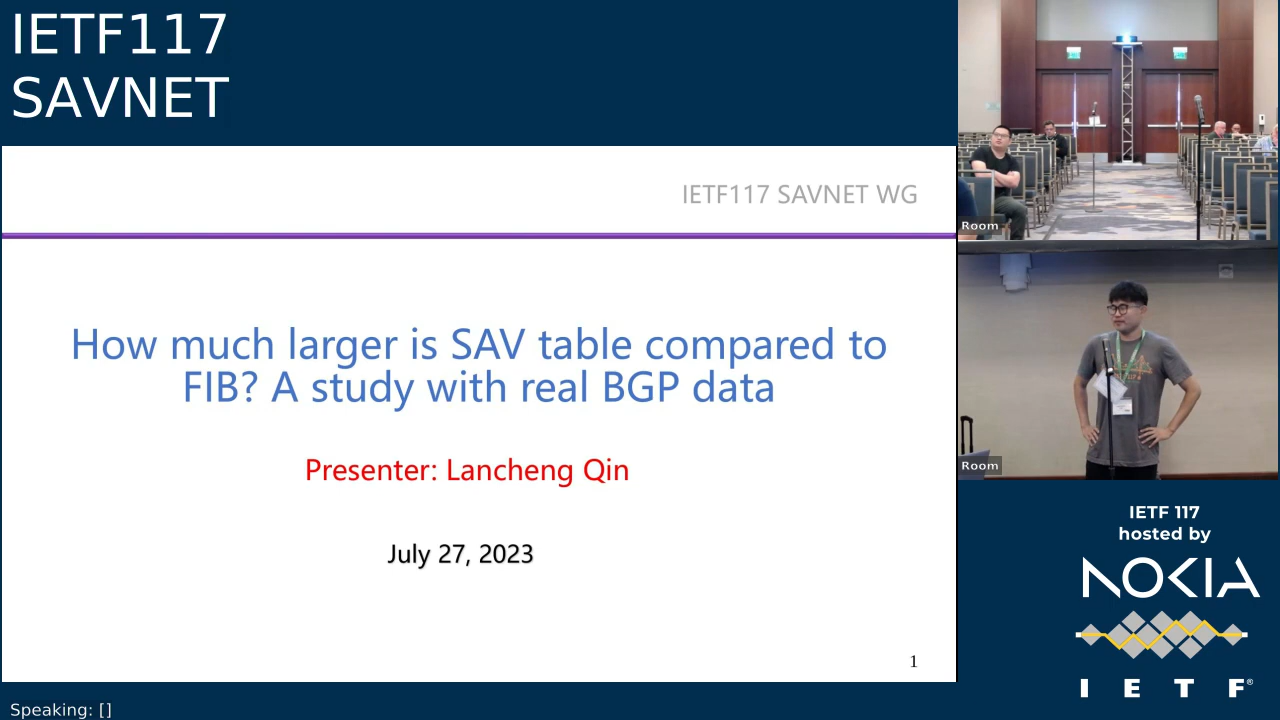 IETF117
SAVNET
IETF117 SAVNET WG
How much larger is SAV table compared to
FIB? A study with real BGP data
Presenter: Lancheng Qin
July 27, 2023
1
Speaking: []
Room
Room
IETF 117
hosted by
NOKIA
I E T F®